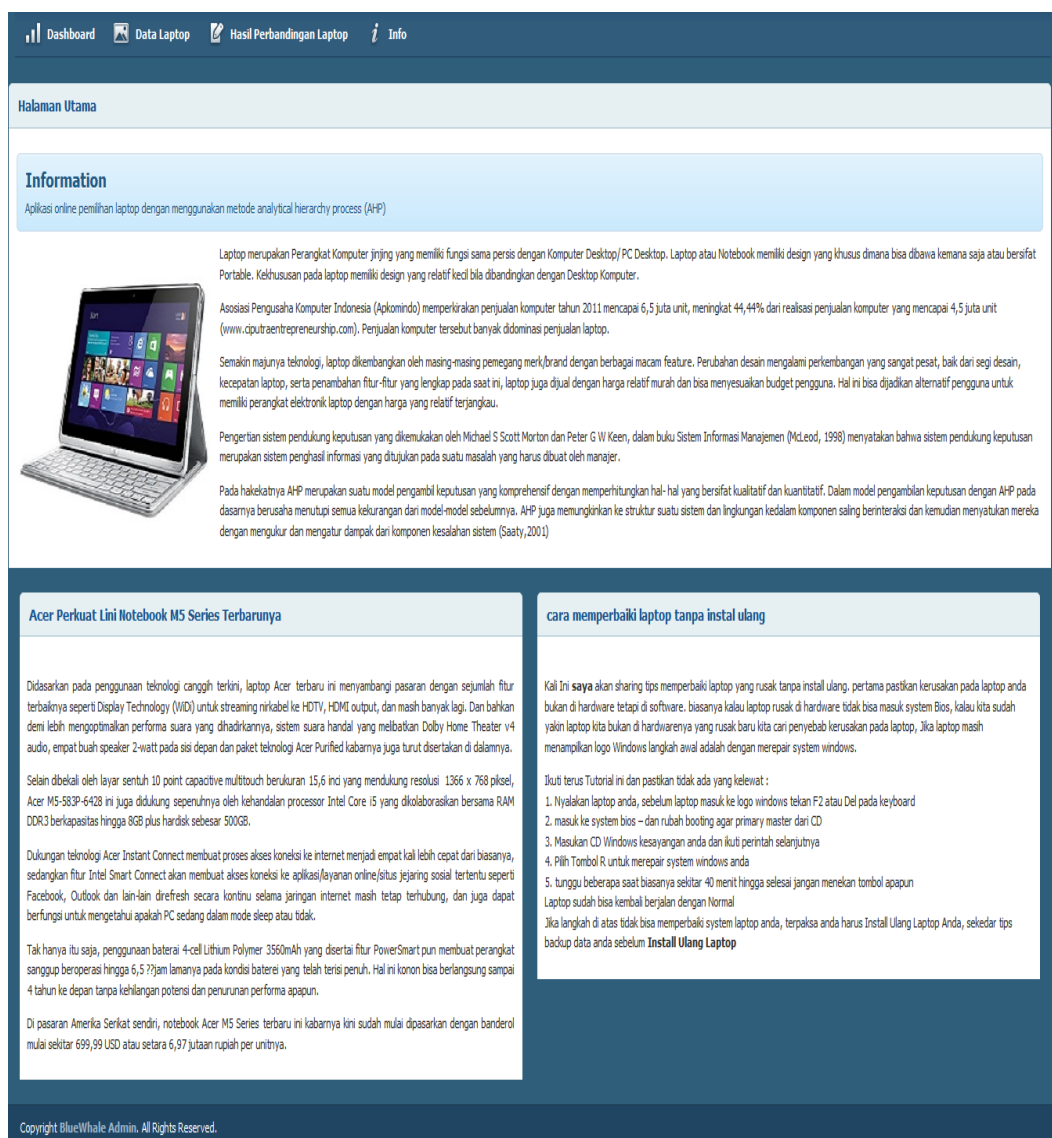 Dashboard Data Laptop Hasil Perbandingan Laptop Info
Halaman Utama
Information
Aplikasi online pemilihan laptop dengan menggunakan metode analytical hierarchy process (AHP)
Laptop merupakan Perangkat Komputer jinjing yang memiliki fungsi sama persis dengan Komputer Desktop/ PC Desktop. Laptop atau Notebook memiliki design yang khusus dimana bisa dibawa kemana saja atau bersifat
Portable. Kekhususan pada laptop memiliki design yang relatif kecil bila dibandingkan dengan Desktop Komputer.
Asosiasi Pengusaha Komputer Indonesia (Apkomindo) memperkirakan penjualan komputer tahun 2011 mencapai 6,5 juta unit, meningkat 44,44% dari realisasi penjualan komputer yang mencapai 4,5 juta unit
(www.ciputraentrepreneurship.com). Penjualan komputer tersebut banyak didominasi penjualan laptop.
Semakin majunya teknologi, laptop dikembangkan oleh masing-masing pemegang merk/brand dengan berbagai macam feature. Perubahan desain mengalami perkembangan yang sangat pesat, baik dari segi desain,
kecepatan laptop, serta penambahan fitur-fitur yang lengkap pada saat ini, laptop juga dijual dengan harga relatif murah dan bisa menyesuaikan budget pengguna. Hal ini bisa dijadikan alternatif pengguna untuk
memiliki perangkat elektronik laptop dengan harga yang relatif terjangkau.
Pengertian sistem pendukung keputusan yang dikemukakan oleh Michael S Scott Morton dan Peter G W Keen, dalam buku Sistem Informasi Manajemen (McLeod, 1998) menyatakan bahwa sistem pendukung keputusan
merupakan sistem penghasil informasi yang ditujukan pada suatu masalah yang harus dibuat oleh manajer.
Pada hakekatnya AHP merupakan suatu model pengambil keputusan yang komprehensif dengan memperhitungkan hal- hal yang bersifat kualitatif dan kuantitatif. Dalam model pengambilan keputusan dengan AHP pada
dasarnya berusaha menutupi semua kekurangan dari model-model sebelumnya. AHP juga memungkinkan ke struktur suatu sistem dan lingkungan kedalam komponen saling berinteraksi dan kemudian menyatukan mereka
dengan mengukur dan mengatur dampak dari komponen kesalahan sistem (Saaty,2001)
Acer Perkuat Lini Notebook M5 Series Terbarunya
Didasarkan pada penggunaan teknologi canggih terkini, laptop Acer terbaru ini menyambangi pasaran dengan sejumlah fitur
terbaiknya seperti Display Technology (WiDi) untuk streaming nirkabel ke HDTV, HDMI output, dan masih banyak lagi. Dan bahkan
demi lebih mengoptimalkan performa suara yang dihadirkannya, sistem suara handal yang melibatkan Dolby Home Theater v4
audio, empat buah speaker 2-watt pada sisi depan dan paket teknologi Acer Purified kabarnya juga turut disertakan di dalamnya.
Selain dibekali oleh layar sentuh 10 point capacitive multitouch berukuran 15,6 inci yang mendukung resolusi 1366 x 768 piksel,
Acer M5-583P-6428 ini juga didukung sepenuhnya oleh kehandalan processor Intel Core i5 yang dikolaborasikan bersama RAM
DDR3 berkapasitas hingga 8GB plus hardisk sebesar 500GB.
Dukungan teknologi Acer Instant Connect membuat proses akses koneksi ke internet menjadi empat kali lebih cepat dari biasanya,
sedangkan fitur Intel Smart Connect akan membuat akses koneksi ke aplikasi/layanan online/situs jejaring sosial tertentu seperti
Facebook, Outlook dan lain-lain direfresh secara kontinu selama jaringan internet masih tetap terhubung, dan juga dapat
berfungsi untuk mengetahui apakah PC sedang dalam mode sleep atau tidak.
Tak hanya itu saja, penggunaan baterai 4-cell Lithium Polymer 3560mAh yang disertai fitur PowerSmart pun membuat perangkat
sanggup beroperasi hingga 6,5 ??jam lamanya pada kondisi baterei yang telah terisi penuh. Hal ini konon bisa berlangsung sampai
4 tahun ke depan tanpa kehilangan potensi dan penurunan performa apapun.
Di pasaran Amerika Serikat sendiri, notebook Acer M5 Series terbaru ini kabarnya kini sudah mulai dipasarkan dengan banderol
mulai sekitar 699,99 USD atau setara 6,97 jutaan rupiah per unitnya.
cara memperbaiki laptop tanpa instal ulang
Kali Ini saya akan sharing tips memperbaiki laptop yang rusak tanpa install ulang. pertama pastikan kerusakan pada laptop anda
bukan di hardware tetapi di software. biasanya kalau laptop rusak di hardware tidak bisa masuk system Bios, kalau kita sudah
yakin laptop kita bukan di hardwarenya yang rusak baru kita cari penyebab kerusakan pada laptop, Jika laptop masih
menampilkan logo Windows langkah awal adalah dengan merepair system windows.
Ikuti terus Tutorial ini dan pastikan tidak ada yang kelewat :
1. Nyalakan laptop anda, sebelum laptop masuk ke logo windows tekan F2 atau Del pada keyboard
2. masuk ke system bios – dan rubah booting agar primary master dari CD
3. Masukan CD Windows kesayangan anda dan ikuti perintah selanjutnya
4. Pilih Tombol R untuk merepair system windows anda
5. tunggu beberapa saat biasanya sekitar 40 menit hingga selesai jangan menekan tombol apapun
Laptop sudah bisa kembali berjalan dengan Normal
Jika langkah di atas tidak bisa memperbaki system laptop anda, terpaksa anda harus Install Ulang Laptop Anda, sekedar tips
backup data anda sebelum Install Ulang Laptop
Copyright BlueWhale Admin. All Rights Reserved.